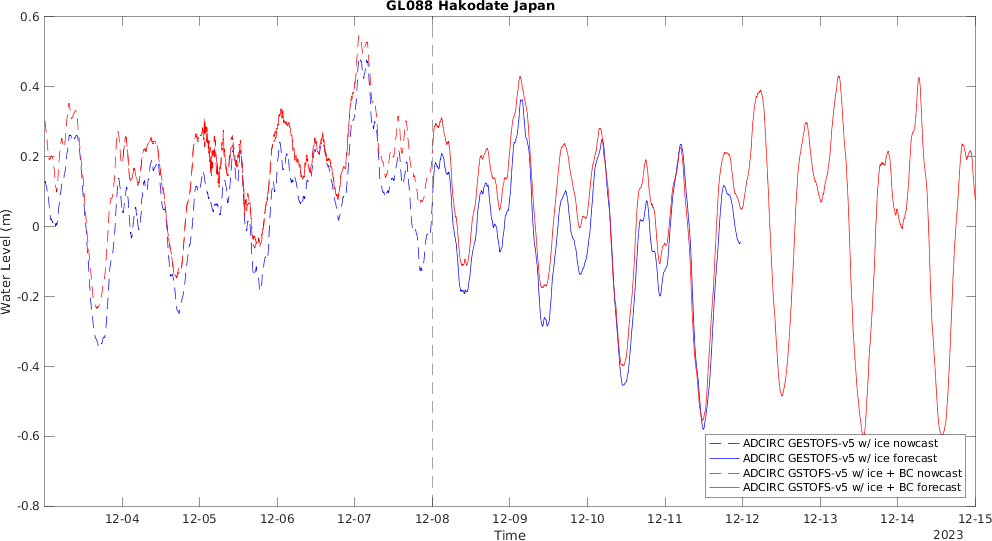 GL088 Hakodate Japan
0.6
0.4
0.2
0
-0.2
-0.4
-0.6
-0.8
Water Level (m)
ADCIRC GESTOFS-v5 w/ ice nowcast
ADCIRC GESTOFS-v5 w/ ice forecast
ADCIRC GSTOFS-v5 w/ ice + BC nowcast
ADCIRC GSTOFS-v5 w/ ice + BC forecast
12-04 12-05 12-06 12-07 12-08 12-09 12-10 12-11 12-12 12-13 12-14 12-15
Time
2023